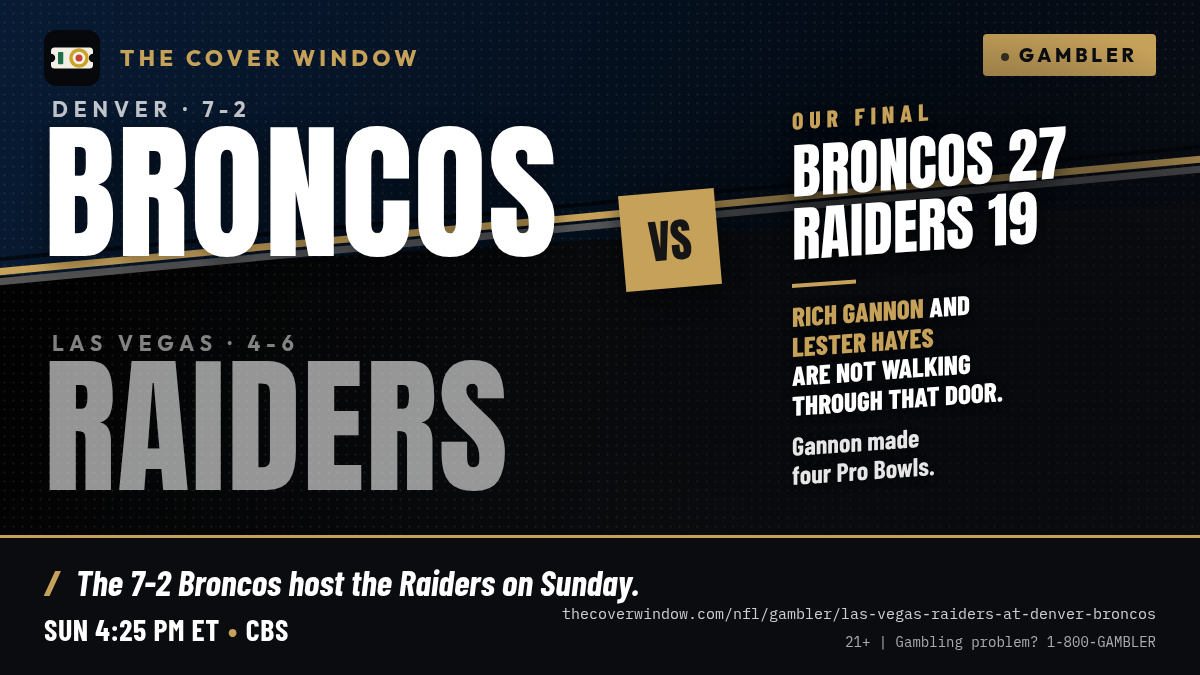 THE COVER WINDOW
GAMBLER
DENVER · 7-2
BRONCOS
VS
LAS VEGAS · 4-6
RAIDERS
OUR FINAL
BRONCOS 27
RAIDERS 19
RICH GANNON AND
LESTER HAYES
ARE NOT WALKING
THROUGH THAT DOOR.
Gannon made
four Pro Bowls.
/ The 7-2 Broncos host the Raiders on Sunday.
SUN 4:25 PM ET • CBS
thecoverwindow.com/nfl/gambler/las-vegas-raiders-at-denver-broncos
21+ | Gambling problem? 1-800-GAMBLER